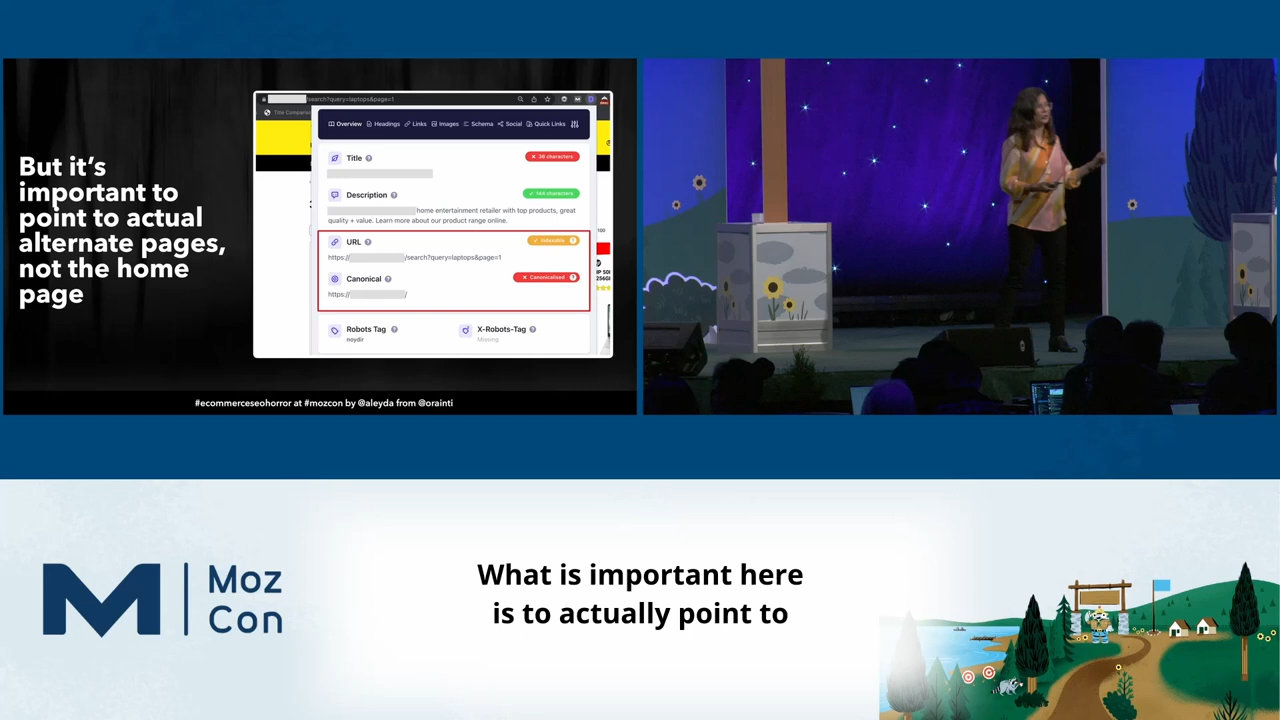 But it's
important to
point to actual
alternate pages,
not the home
page
/search?query=laptops&page=1
Title Comparison
Overview Headings Links Images Schema Social Quick Links
Title
36 characters
Description
home entertainment retailer with top products, great
quality + value. Learn more about our product range online.
URL
Indexable
https:// /search?query=laptops&page=1
Canonical
Canonicalised
https:// /
Robots Tag X-Robots-Tag
noydir Missing
#ecommerceseohorror at #mozcon by @aleyda from @orainti
Moz
Con
What is important here
is to actually point to